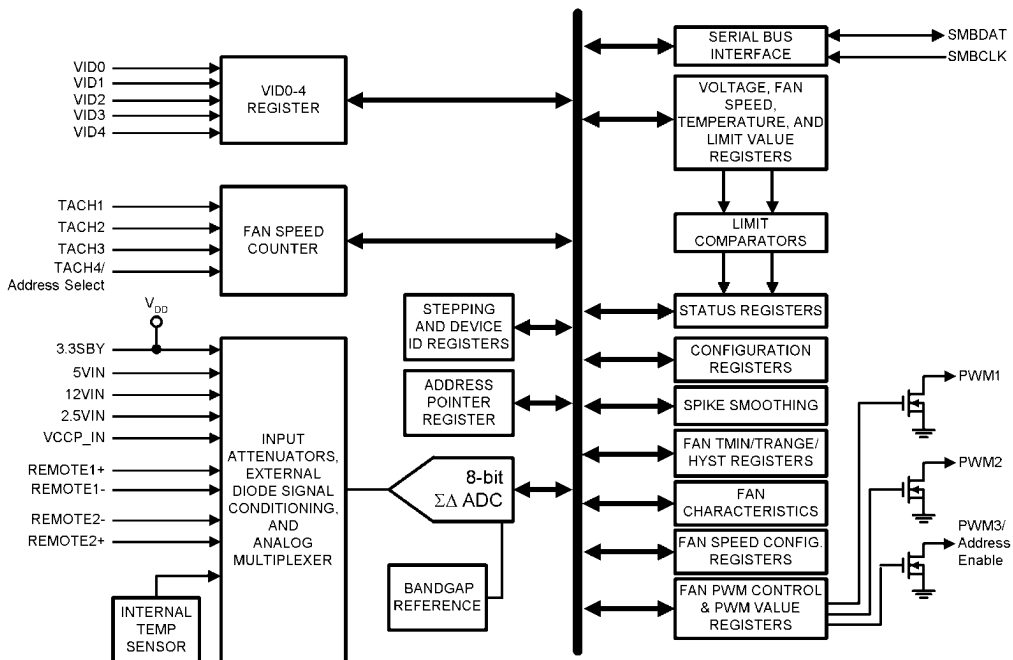 VID0
VID1
VID2
VID3
VID4
VID0-4
REGISTER
TACH1
TACH2
TACH3
TACH4/
Address Select
FAN SPEED
COUNTER
VDD
3.3SBY
5VIN
12VIN
2.5VIN
VCCP_IN
REMOTE1+
REMOTE1-
REMOTE2-
REMOTE2+
INTERNAL
TEMP
SENSOR
INPUT
ATTENUATORS,
EXTERNAL
DIODE SIGNAL
CONDITIONING,
AND
ANALOG
MULTIPLEXER
STEPPING
AND DEVICE
ID REGISTERS
ADDRESS
POINTER
REGISTER
8-bit
ΣΔ ADC
BANDGAP
REFERENCE
SERIAL BUS
INTERFACE
SMBDAT
SMBCLK
VOLTAGE, FAN
SPEED,
TEMPERATURE, AND
LIMIT VALUE
REGISTERS
LIMIT
COMPARATORS
STATUS REGISTERS
CONFIGURATION
REGISTERS
SPIKE SMOOTHING
FAN TMIN/TRANGE/
HYST REGISTERS
FAN
CHARACTERISTICS
FAN SPEED CONFIG.
REGISTERS
FAN PWM CONTROL
& PWM VALUE
REGISTERS
PWM1
PWM2
PWM3/
Address
Enable